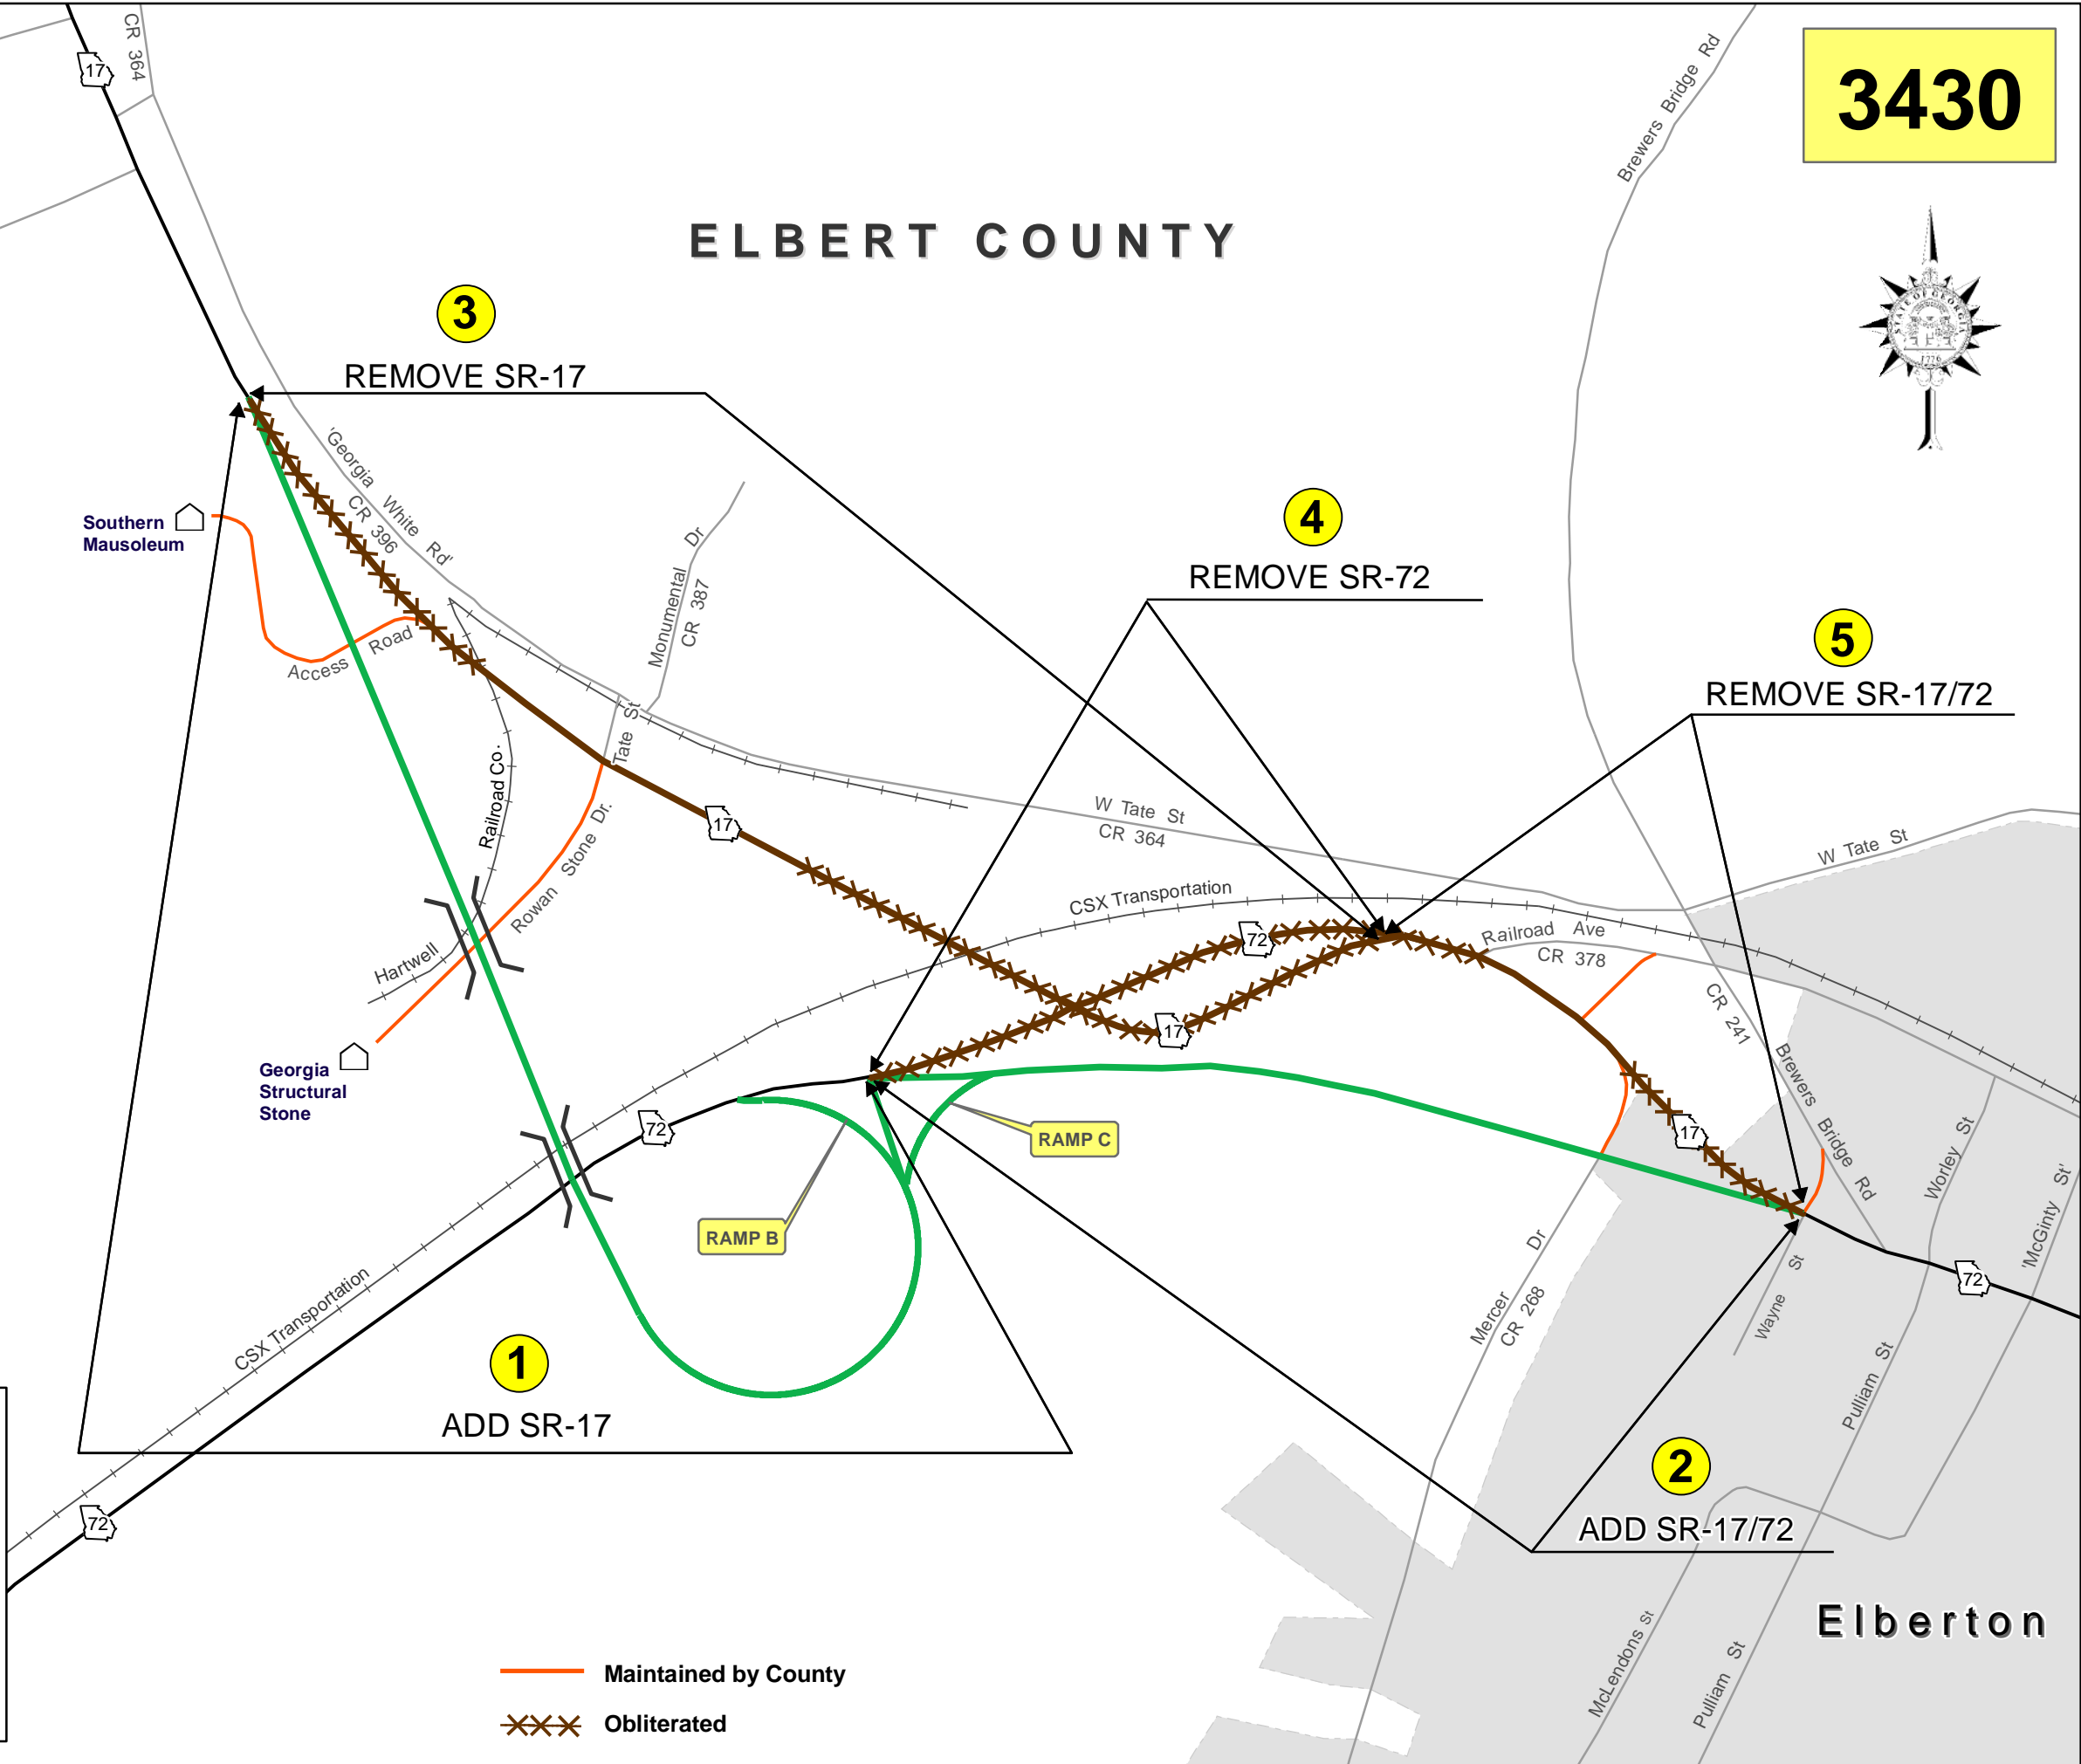 3430
ELBERT COUNTY
17
CR 364
Brewers Bridge Rd
STATE OF GEORGIA
1776
3
REMOVE SR-17
4
REMOVE SR-72
5
REMOVE SR-17/72
Southern
Mausoleum
'Georgia White Rd'
CR 396
Access Road
Monumental Dr
CR 387
Tate St
Railroad Co.
Rowan Stone Dr.
Hartwell
17
W Tate St
CR 364
W Tate St
CSX Transportation
72
Railroad Ave
CR 378
17
CR 241
Georgia
Structural
Stone
72
RAMP C
RAMP B
17
Brewers Bridge Rd
Worley St
'McGinty St'
72
Mercer Dr
CR 268
Wayne St
Pulliam St
CSX Transportation
1
ADD SR-17
2
ADD SR-17/72
72
Elberton
McLendons St
Pulliam St
Maintained by County
Obliterated